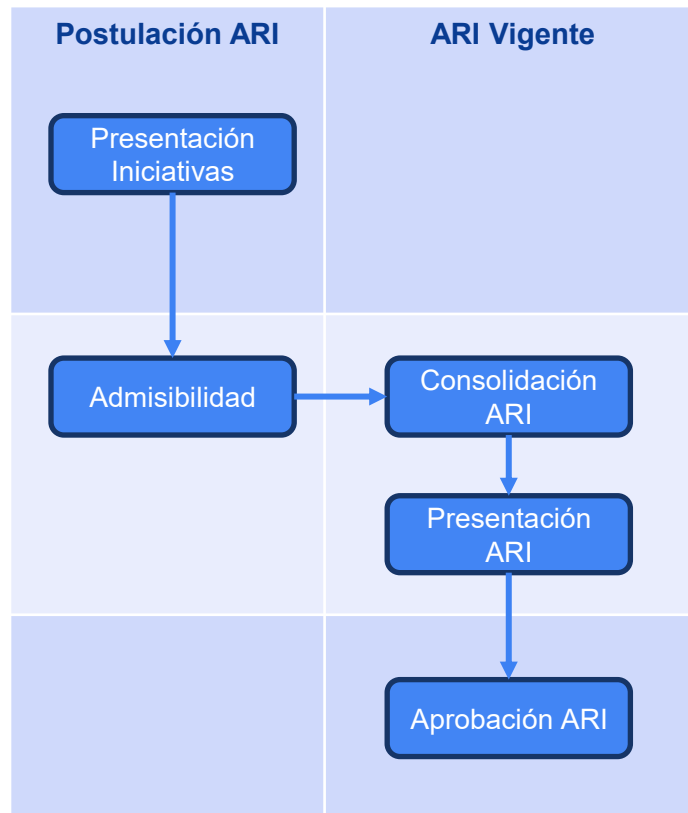 Postulación ARI
ARI Vigente
Presentación
Iniciativas
Admisibilidad
Consolidación
ARI
Presentación
ARI
Aprobación ARI